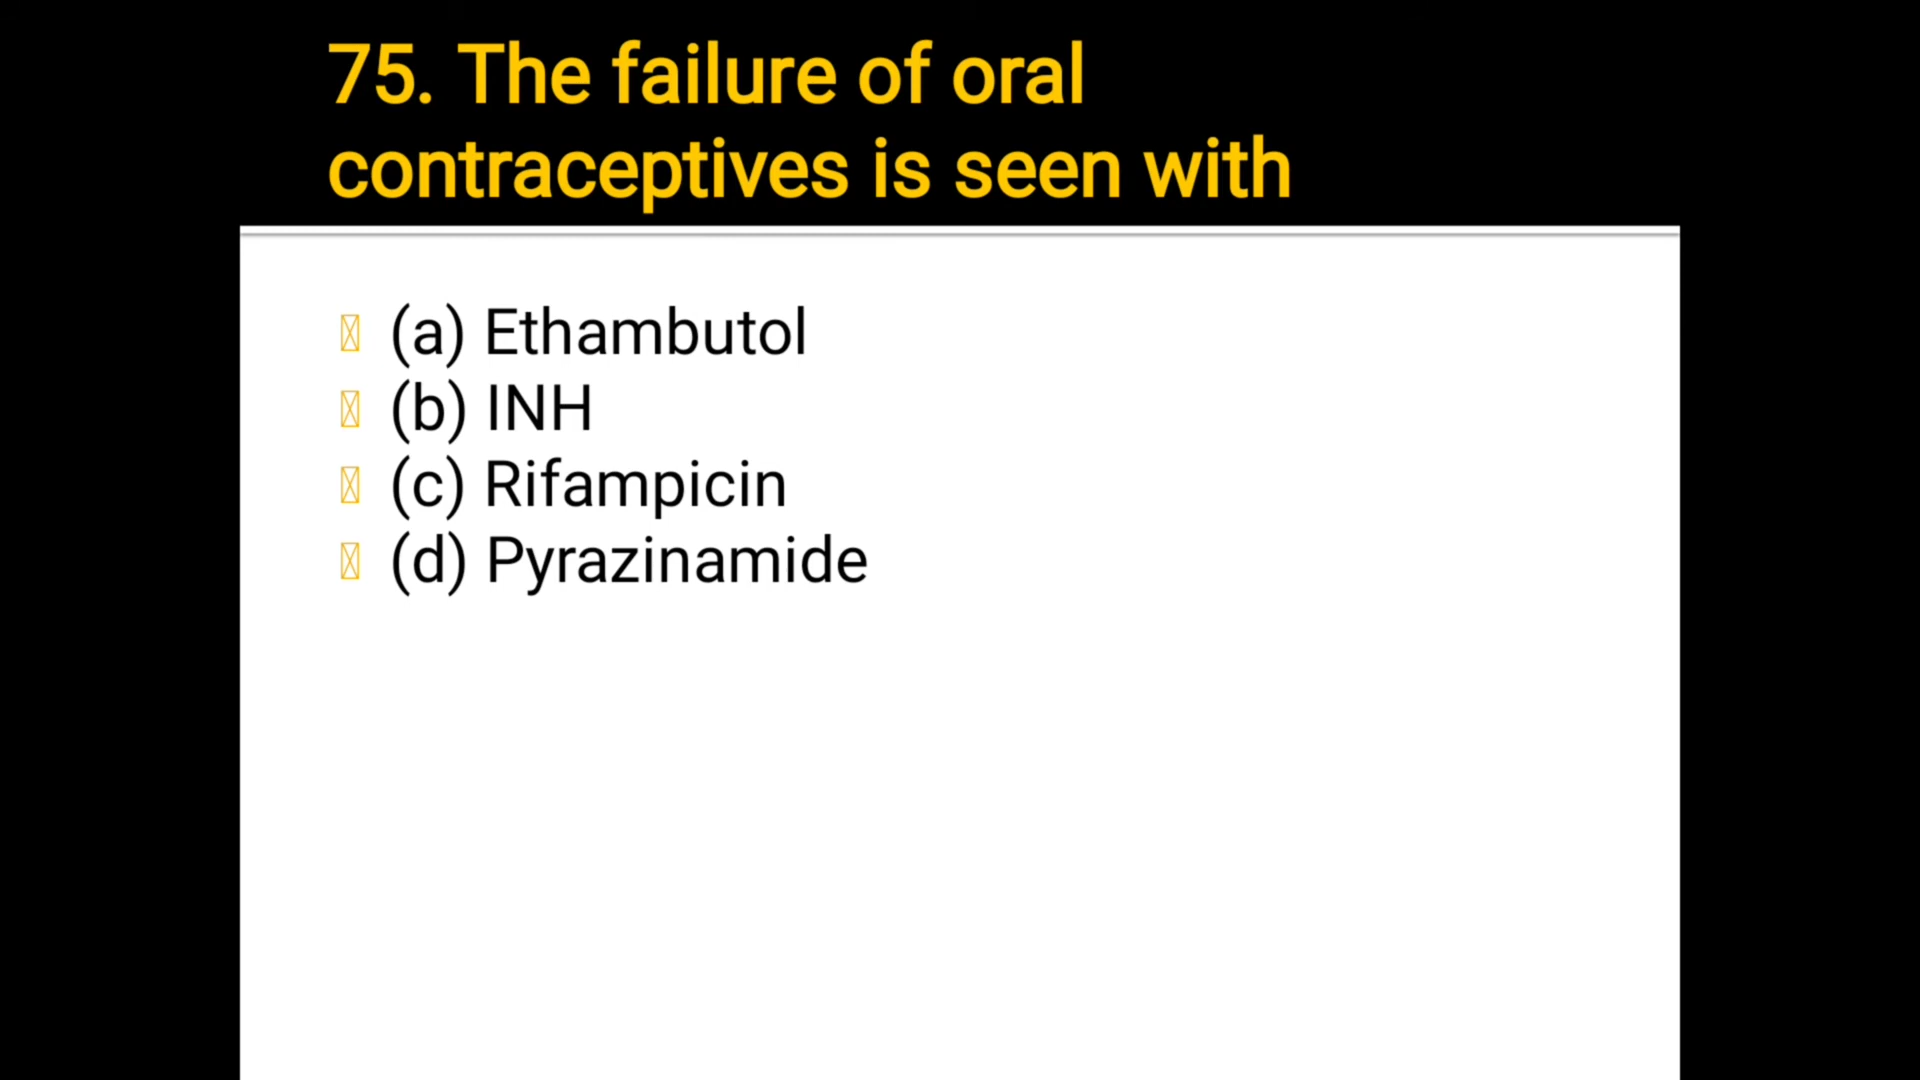 75. The failure of oral
contraceptives is seen with
(a) Ethambutol
(b) INH
(c) Rifampicin
(d) Pyrazinamide